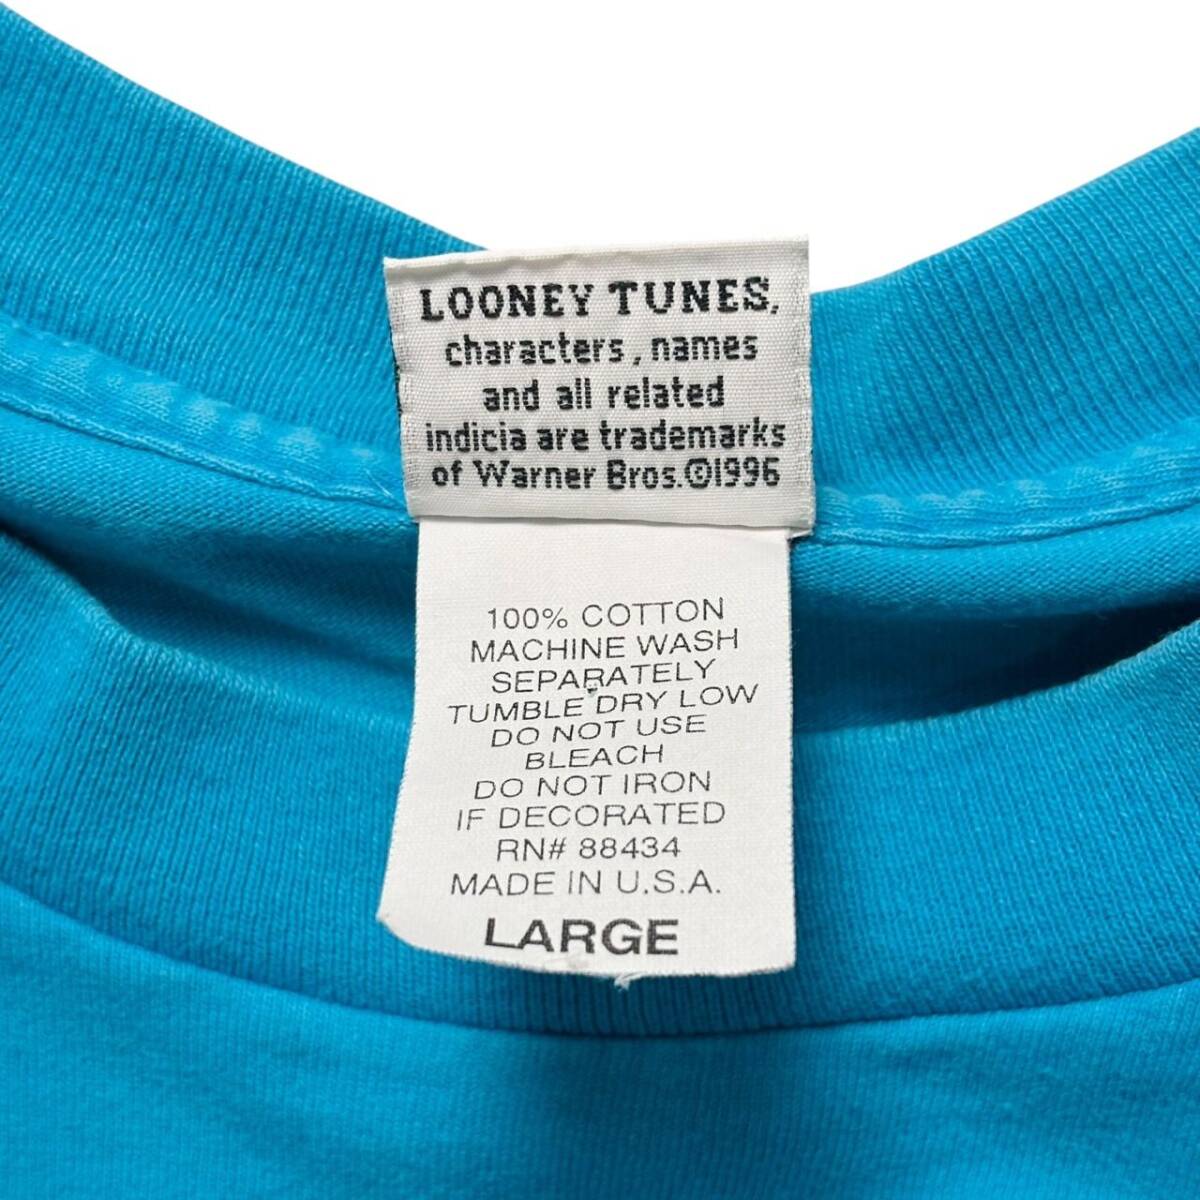 LOONEY TUNES,
characters, names
and all related
indicia are trademarks
of Warner Bros.©1996
100% COTTON
MACHINE WASH
SEPARATELY
TUMBLE DRY LOW
DO NOT USE
BLEACH
DO NOT IRON
IF DECORATED
RN# 88434
MADE IN U.S.A.
LARGE